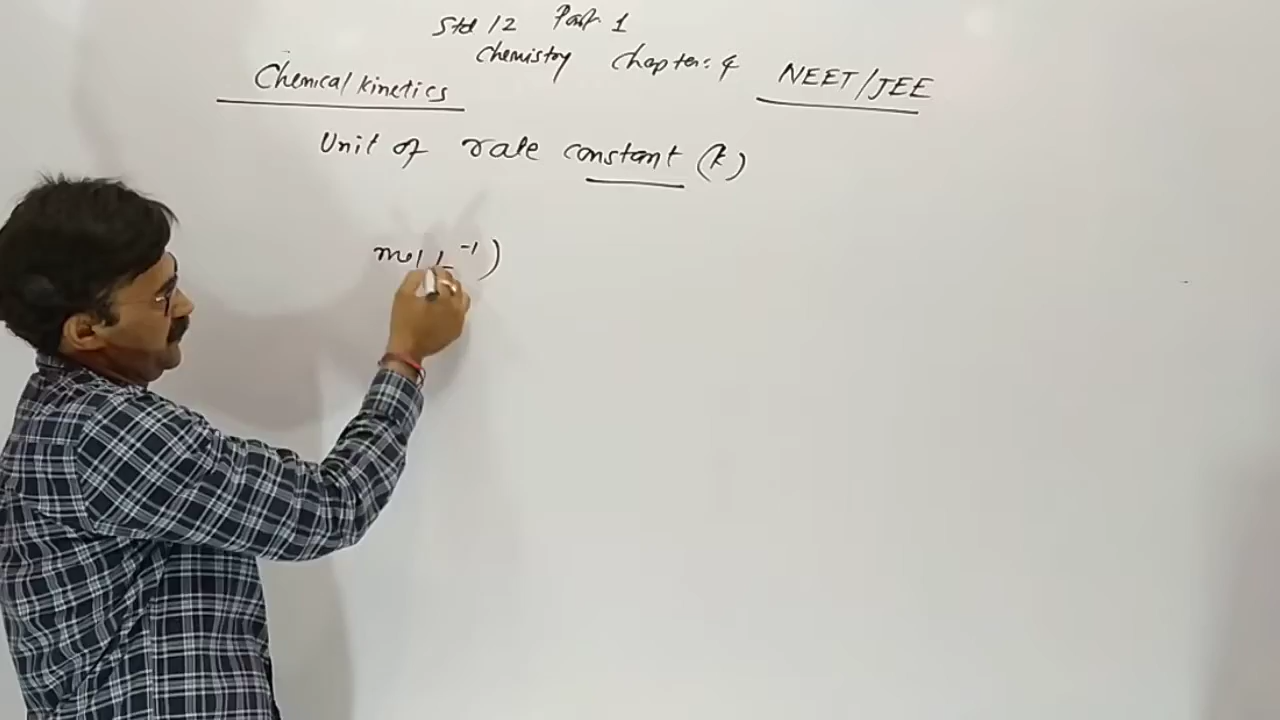 Std 12 Part 1
Chemistry Chapter: 4
Chemical kinetics
NEET/JEE
Unit of rate constant (k)
mol L⁻¹)